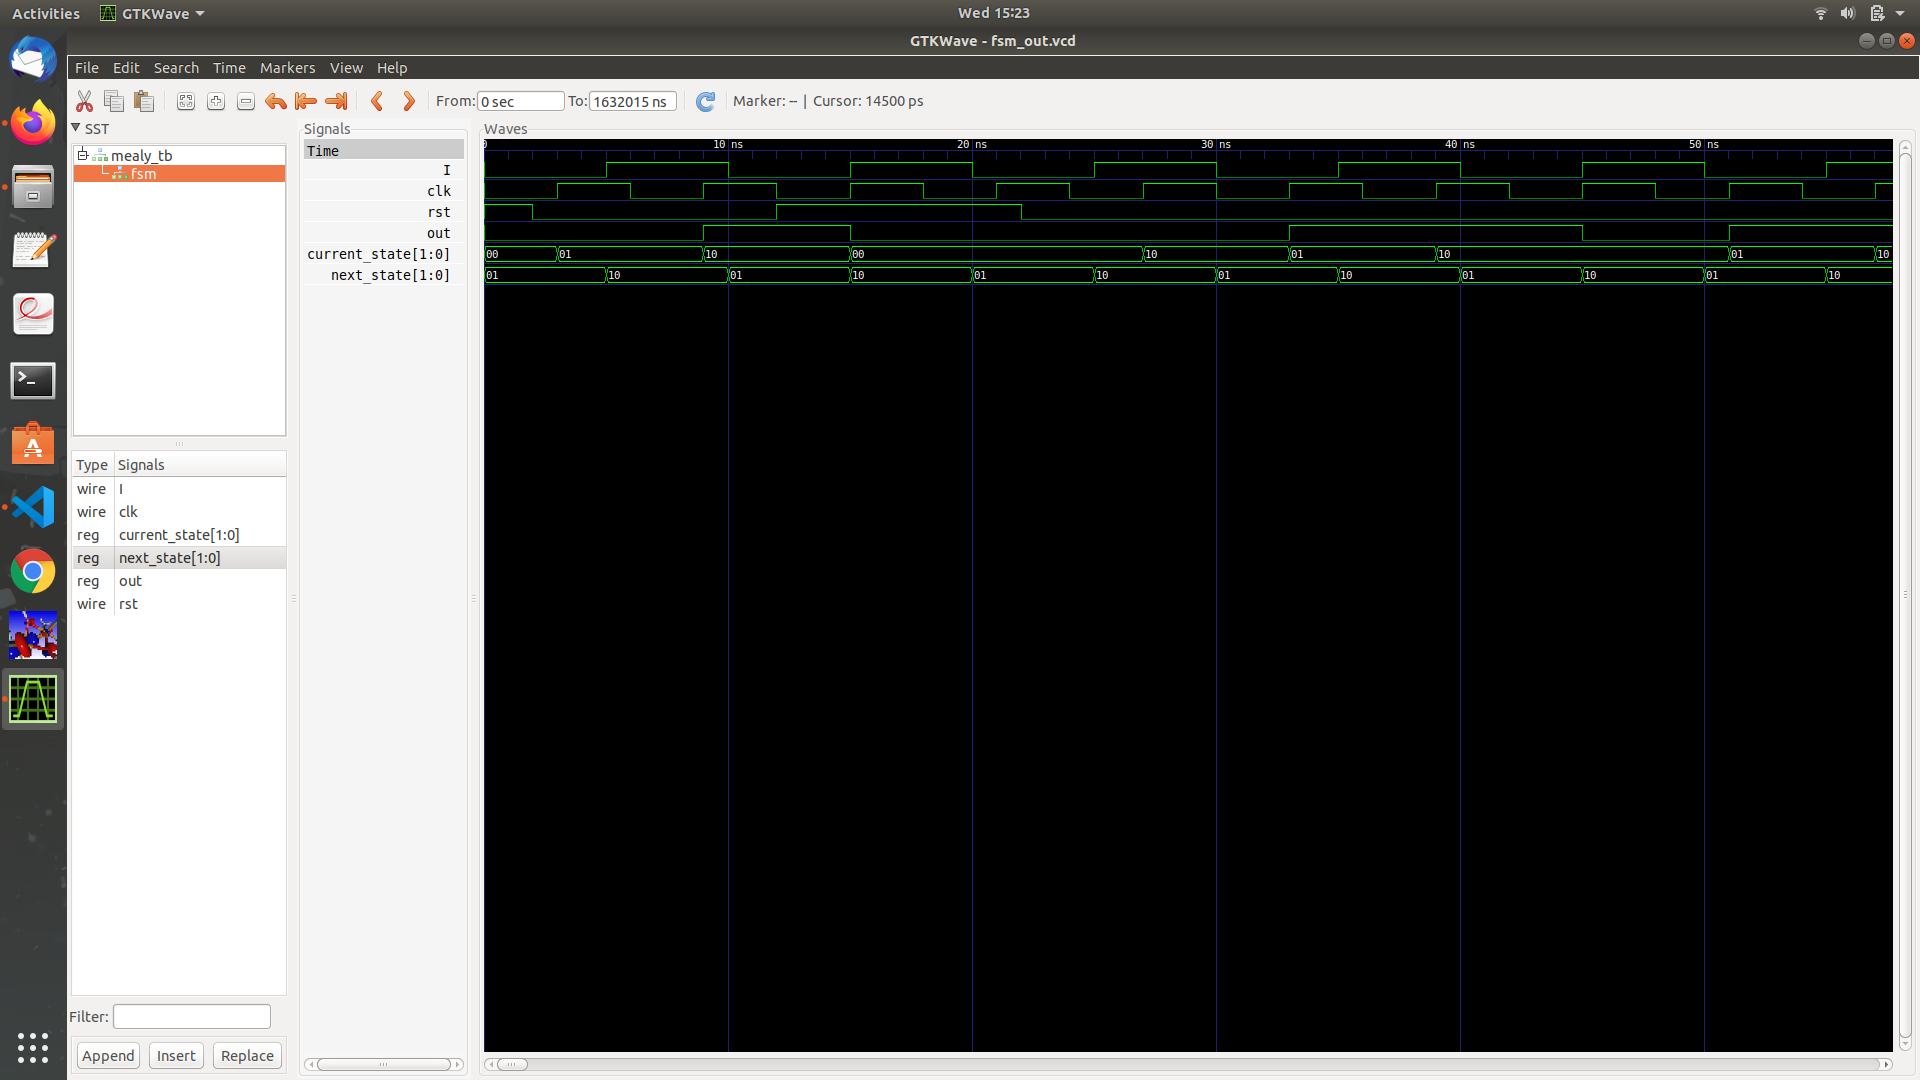 Activities GTKWave Wed 15:23
GTKWave - fsm_out.vcd
File Edit Search Time Markers View Help
From: 0 sec To: 1632015 ns Marker: -- | Cursor: 14500 ps
SST
mealy_tb
fsm
Type Signals
wire I
wire clk
reg current_state[1:0]
reg next_state[1:0]
reg out
wire rst
Filter:
Append Insert Replace
Signals
Time
I
clk
rst
out
current_state[1:0]
next_state[1:0]
Waves
0 10 ns 20 ns 30 ns 40 ns 50 ns
00 01 10 00 10 01 10 01 10
01 10 01 10 01 10 01 10 01 10 01 10